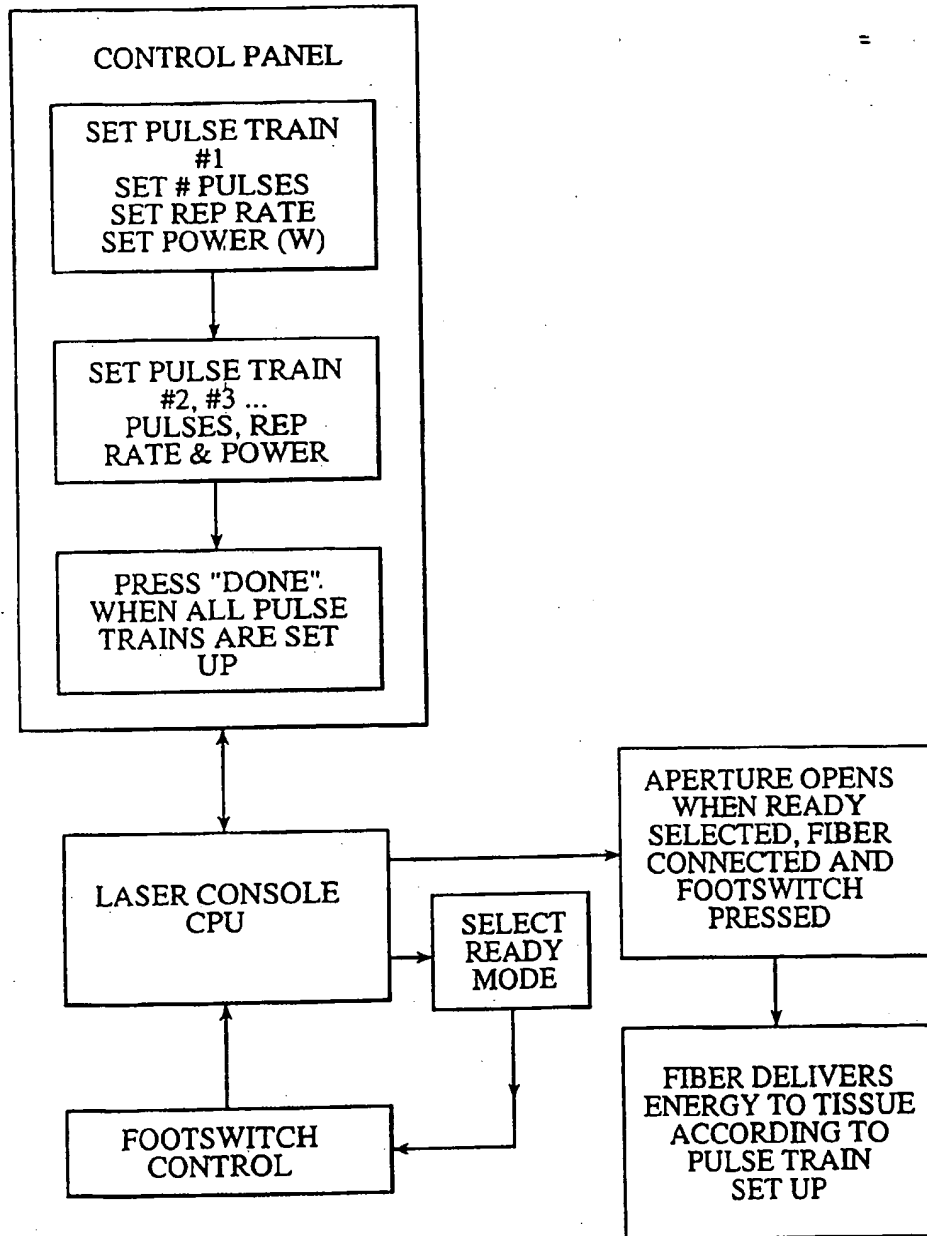 CONTROL PANEL
SET PULSE TRAIN
#1
SET # PULSES
SET REP RATE
SET POWER (W)
SET PULSE TRAIN
#2, #3 ...
PULSES, REP
RATE & POWER
PRESS "DONE".
WHEN ALL PULSE
TRAINS ARE SET
UP
LASER CONSOLE
CPU
SELECT
READY
MODE
FOOTSWITCH
CONTROL
APERTURE OPENS
WHEN READY
SELECTED, FIBER
CONNECTED AND
FOOTSWITCH
PRESSED
FIBER DELIVERS
ENERGY TO TISSUE
ACCORDING TO
PULSE TRAIN
SET UP